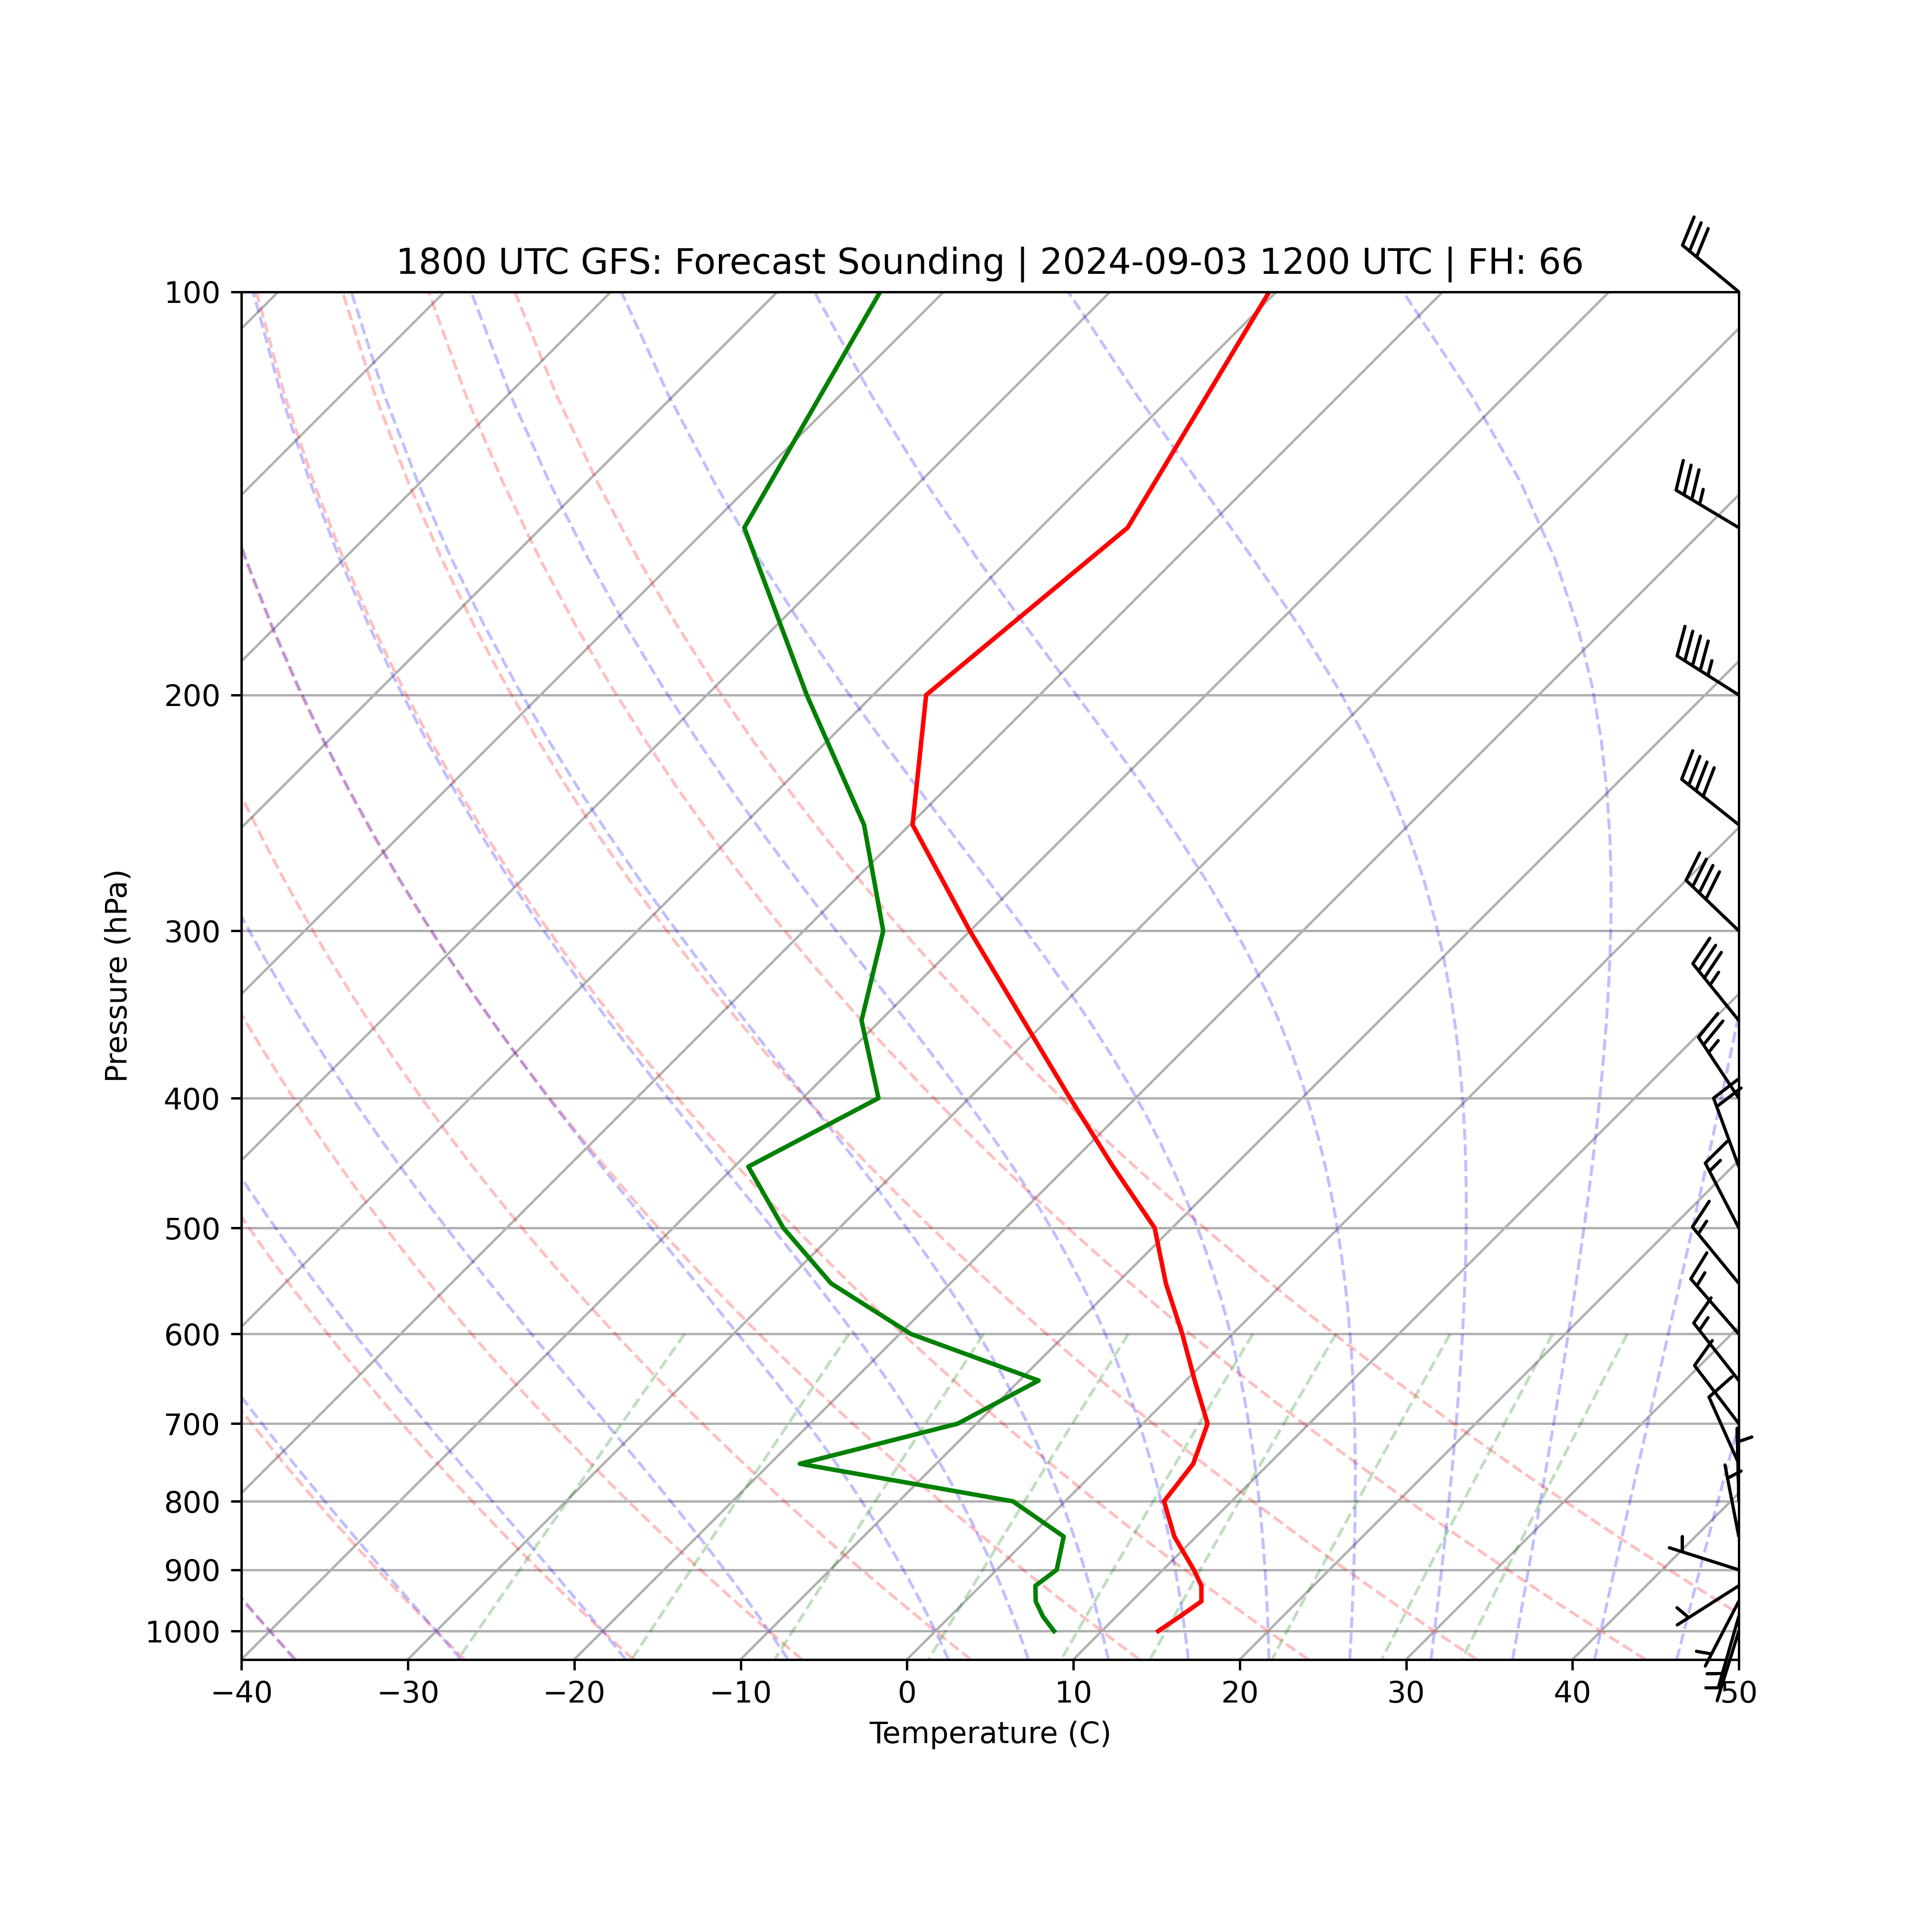 1800 UTC GFS: Forecast Sounding | 2024-09-03 1200 UTC | FH: 66
100
200
300
400
500
600
700
800
900
1000
Pressure (hPa)
−40 −30 −20 −10 0 10 20 30 40 50
Temperature (C)